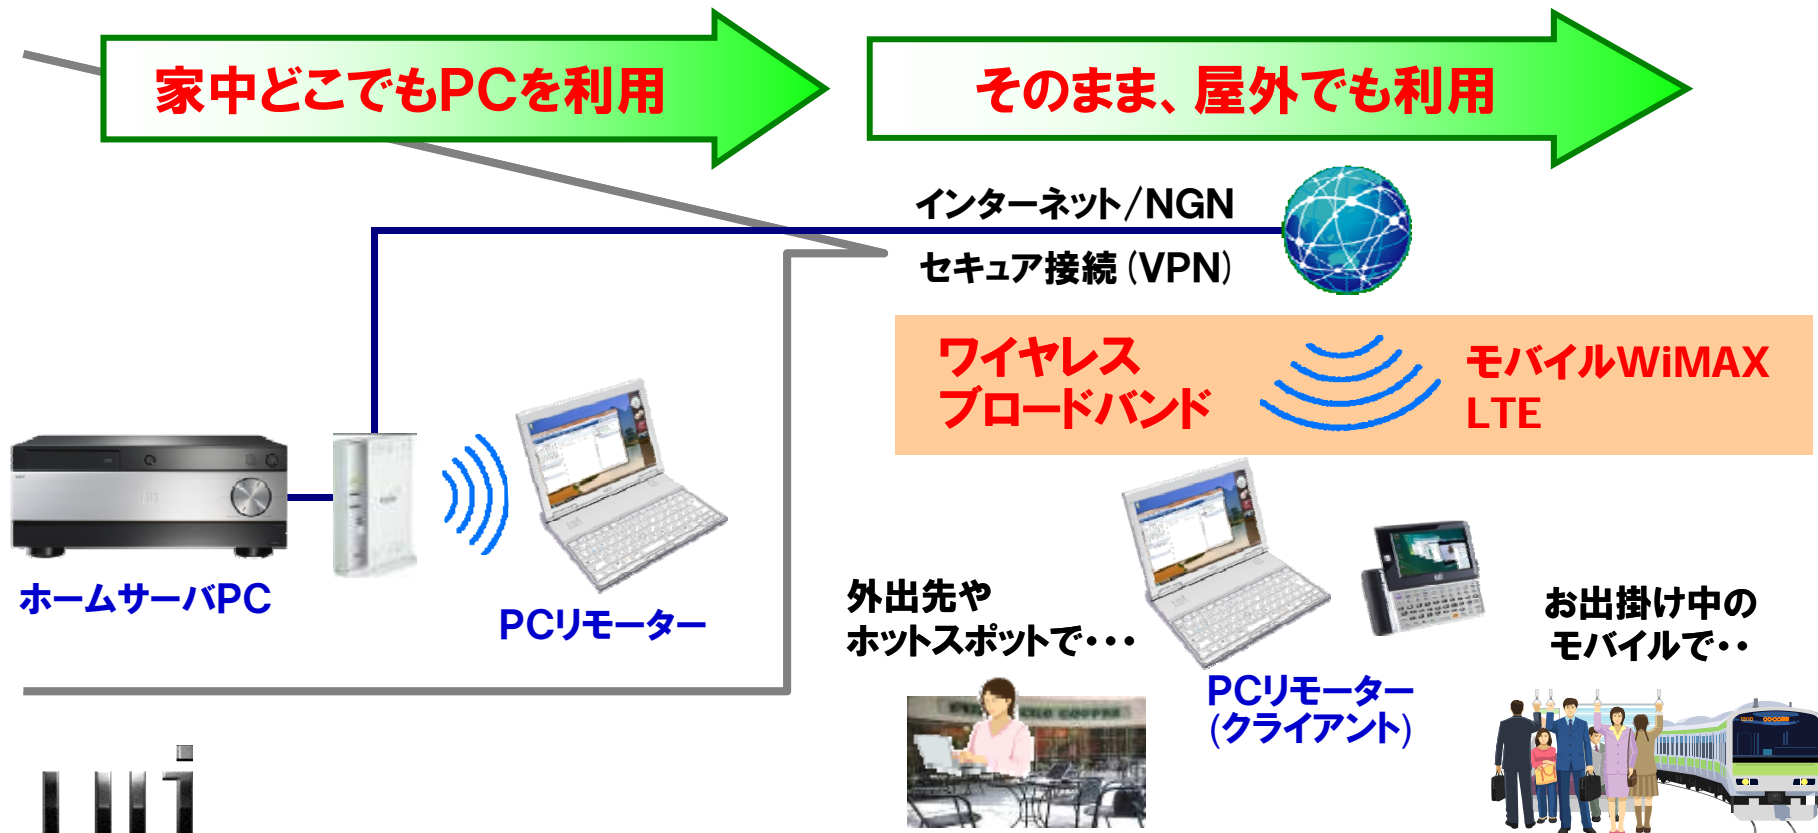 家中どこでもPCを利用
そのまま、屋外でも利用
インターネット/NGN
セキュア接続(VPN)
ワイヤレス
ブロードバンド
モバイルWiMAX
LTE
ホームサーバPC
PCリモーター
外出先や
ホットスポットで・・・
PCリモーター
(クライアント)
お出掛け中の
モバイルで・・